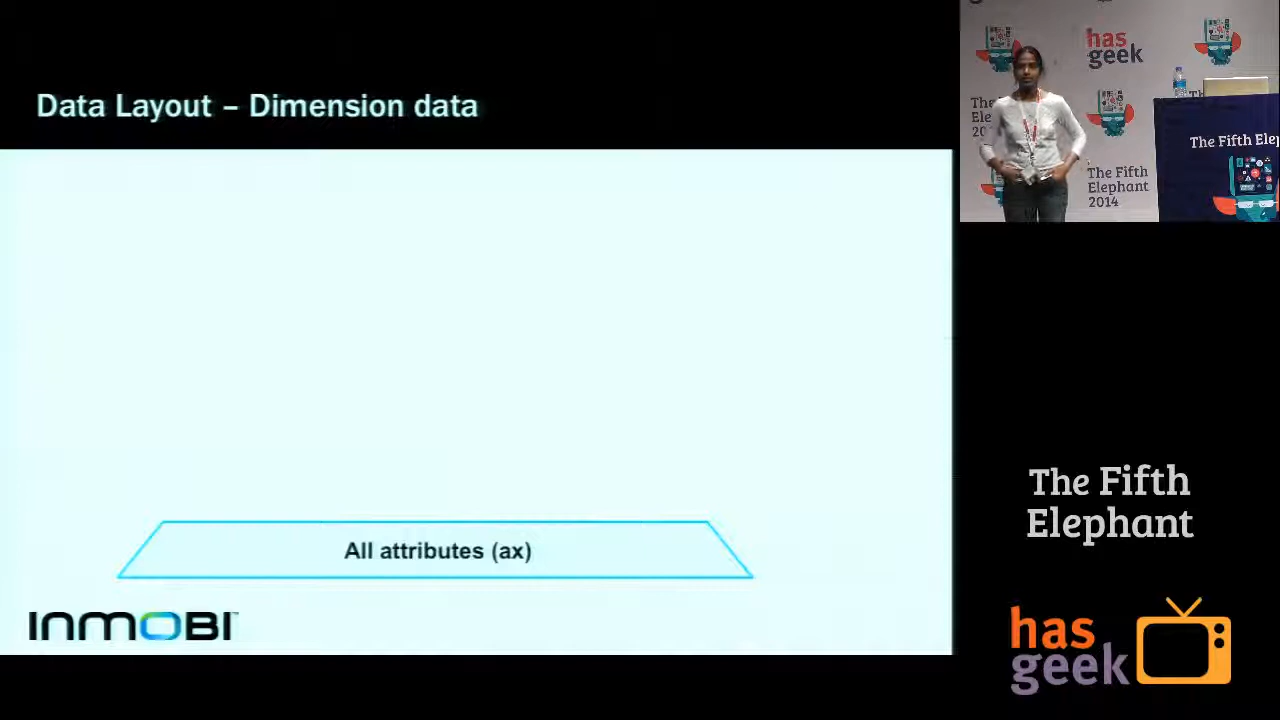 Data Layout – Dimension data
All attributes (ax)
INMOBI™
has
geek
The Fifth
Elephant
2014
The Fifth Elep
The Fifth
Elephant
has
geek